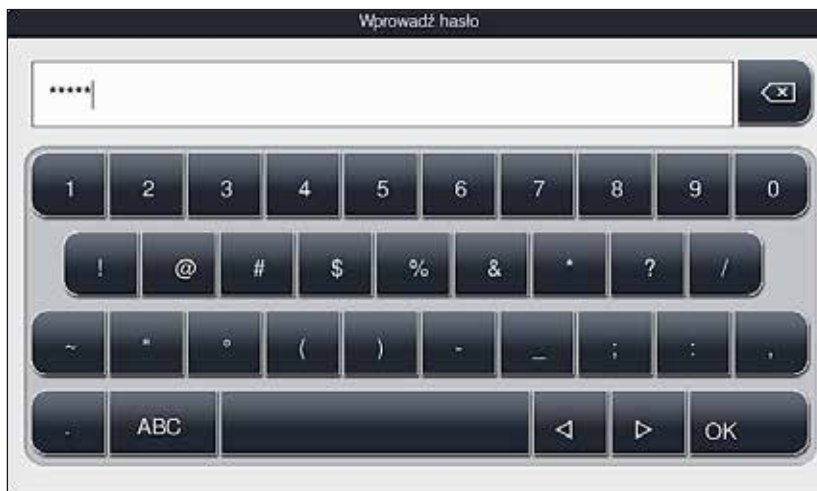 Wprowadź hasło
*****
1 2 3 4 5 6 7 8 9 0
! @ # $ % & * ? /
~ " ° ( ) - _ ; : ,
. ABC OK